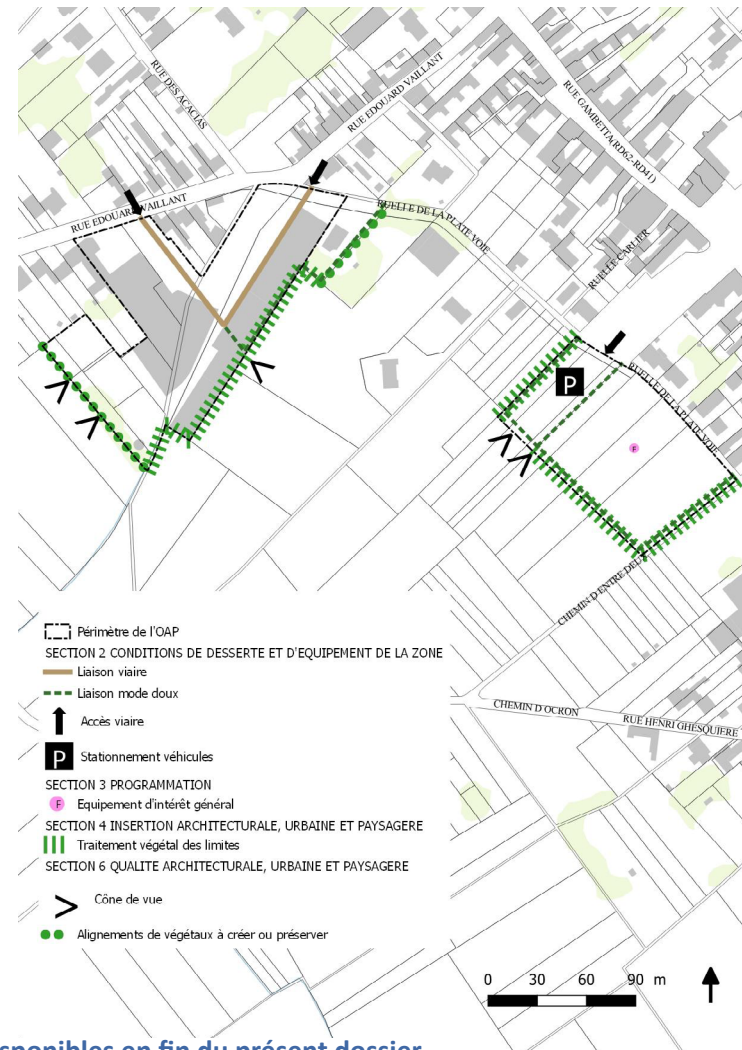 RUE DES ACACIAS
RUE EDOUARD VAILLANT
RUE GAMBETTA(RD62-RD41)
RUE EDOUARD VAILLANT
RUELLE DE LA PLATE VOIE
RUELLE CARLIER
P
RUELLE DE LA PLATE VOIE
F
CHEMIN D ENTRE DEUX
Périmètre de l'OAP
SECTION 2 CONDITIONS DE DESSERTE ET D'EQUIPEMENT DE LA ZONE
Liaison viaire
Liaison mode doux
Accès viaire
P Stationnement véhicules
SECTION 3 PROGRAMMATION
F Equipement d'intérêt général
SECTION 4 INSERTION ARCHITECTURALE, URBAINE ET PAYSAGERE
Traitement végétal des limites
SECTION 6 QUALITE ARCHITECTURALE, URBAINE ET PAYSAGERE
Cône de vue
Alignements de végétaux à créer ou préserver
CHEMIN D OCRON
RUE HENRI GHESQUIERE
0 30 60 90 m
sponibles en fin du présent dossier